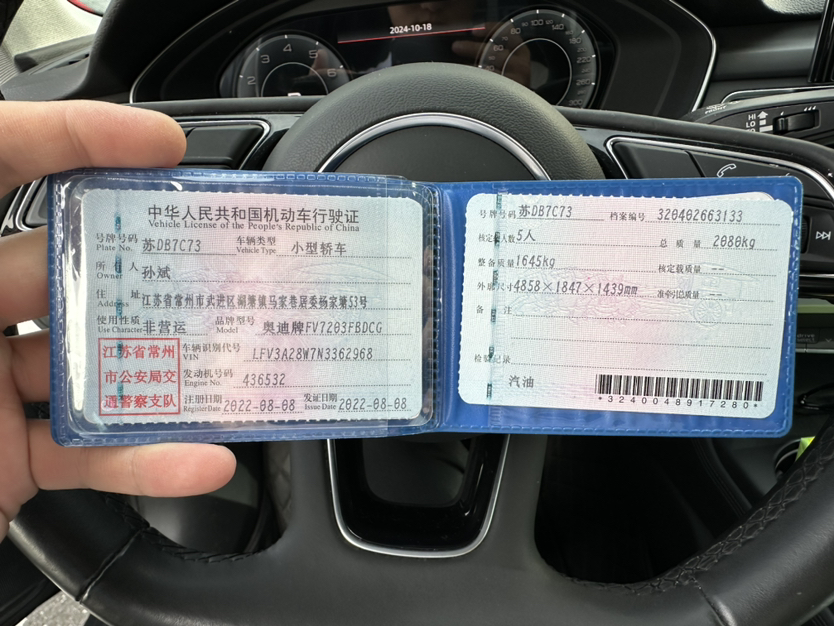 2024-10-18
中华人民共和国机动车行驶证
Vehicle License of the People's Republic of China
号牌号码 苏DB7C73 车辆类型 小型轿车
Plate No. Vehicle Type
所有人 孙斌
Owner
住址 江苏省常州市武进区湖塘镇马家巷居委杨家塘53号
Address
使用性质 非营运 品牌型号 奥迪牌FV7203FBDCG
Use Character Model
江苏省常州
市公安局交
通警察支队
车辆识别代号 LFV3A28W7N3362968
VIN
发动机号码 436532
Engine No.
注册日期 2022-08-08 发证日期 2022-08-08
Register Date Issue Date
号牌号码 苏DB7C73 档案编号 320402663133
核定载人数 5人 总质量 2080kg
整备质量 1645kg 核定载质量 --
外廓尺寸 4858×1847×1439mm 准牵引总质量 --
备注
检验记录
汽油
*3240048917280*
HI
LO